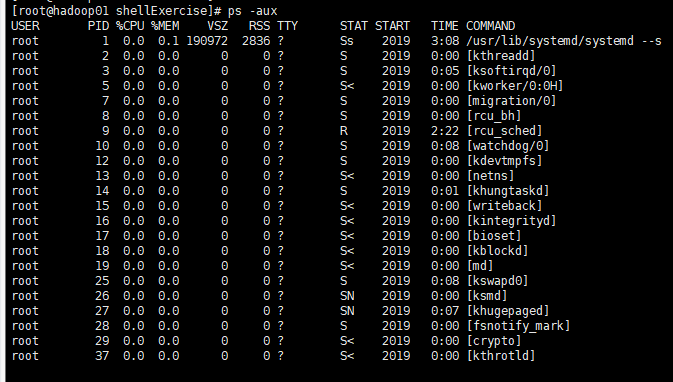 [root@hadoop01 shellExercise]# ps -aux
USER PID %CPU %MEM VSZ RSS TTY STAT START TIME COMMAND
root 1 0.0 0.1 190972 2836 ? Ss 2019 3:08 /usr/lib/systemd/systemd --s
root 2 0.0 0.0 0 0 ? S 2019 0:00 [kthreadd]
root 3 0.0 0.0 0 0 ? S 2019 0:05 [ksoftirqd/0]
root 5 0.0 0.0 0 0 ? S< 2019 0:00 [kworker/0:0H]
root 7 0.0 0.0 0 0 ? S 2019 0:00 [migration/0]
root 8 0.0 0.0 0 0 ? S 2019 0:00 [rcu_bh]
root 9 0.0 0.0 0 0 ? R 2019 2:22 [rcu_sched]
root 10 0.0 0.0 0 0 ? S 2019 0:08 [watchdog/0]
root 12 0.0 0.0 0 0 ? S 2019 0:00 [kdevtmpfs]
root 13 0.0 0.0 0 0 ? S< 2019 0:00 [netns]
root 14 0.0 0.0 0 0 ? S 2019 0:01 [khungtaskd]
root 15 0.0 0.0 0 0 ? S< 2019 0:00 [writeback]
root 16 0.0 0.0 0 0 ? S< 2019 0:00 [kintegrityd]
root 17 0.0 0.0 0 0 ? S< 2019 0:00 [bioset]
root 18 0.0 0.0 0 0 ? S< 2019 0:00 [kblockd]
root 19 0.0 0.0 0 0 ? S< 2019 0:00 [md]
root 25 0.0 0.0 0 0 ? S 2019 0:08 [kswapd0]
root 26 0.0 0.0 0 0 ? SN 2019 0:00 [ksmd]
root 27 0.0 0.0 0 0 ? SN 2019 0:07 [khugepaged]
root 28 0.0 0.0 0 0 ? S 2019 0:00 [fsnotify_mark]
root 29 0.0 0.0 0 0 ? S< 2019 0:00 [crypto]
root 37 0.0 0.0 0 0 ? S< 2019 0:00 [kthrotld]